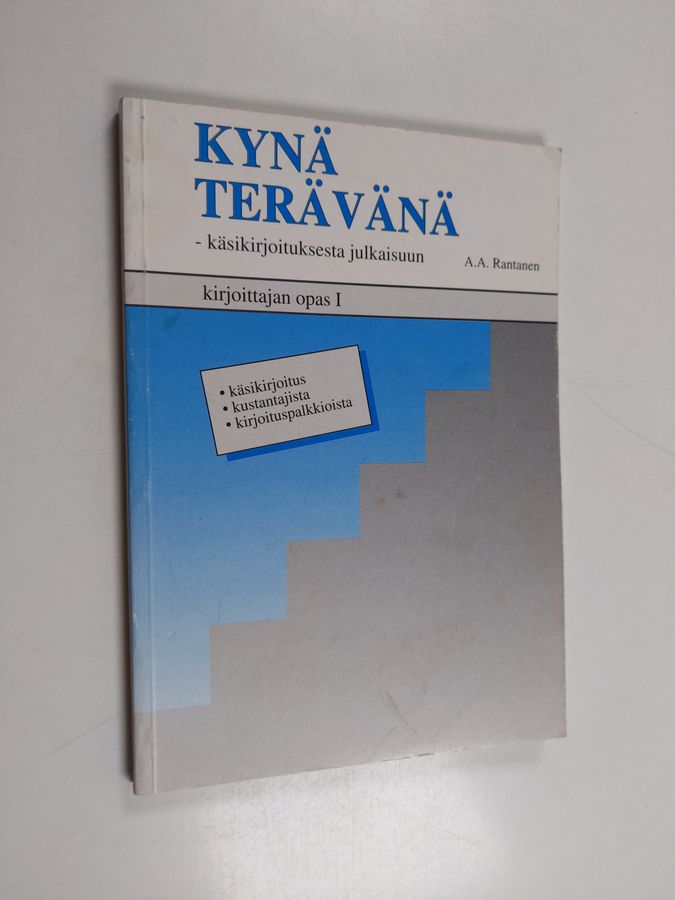 KYNÄ
TERÄVÄNÄ
- käsikirjoituksesta julkaisuun
A.A. Rantanen
kirjoittajan opas I
• käsikirjoitus
• kustantajista
• kirjoituspalkkioista